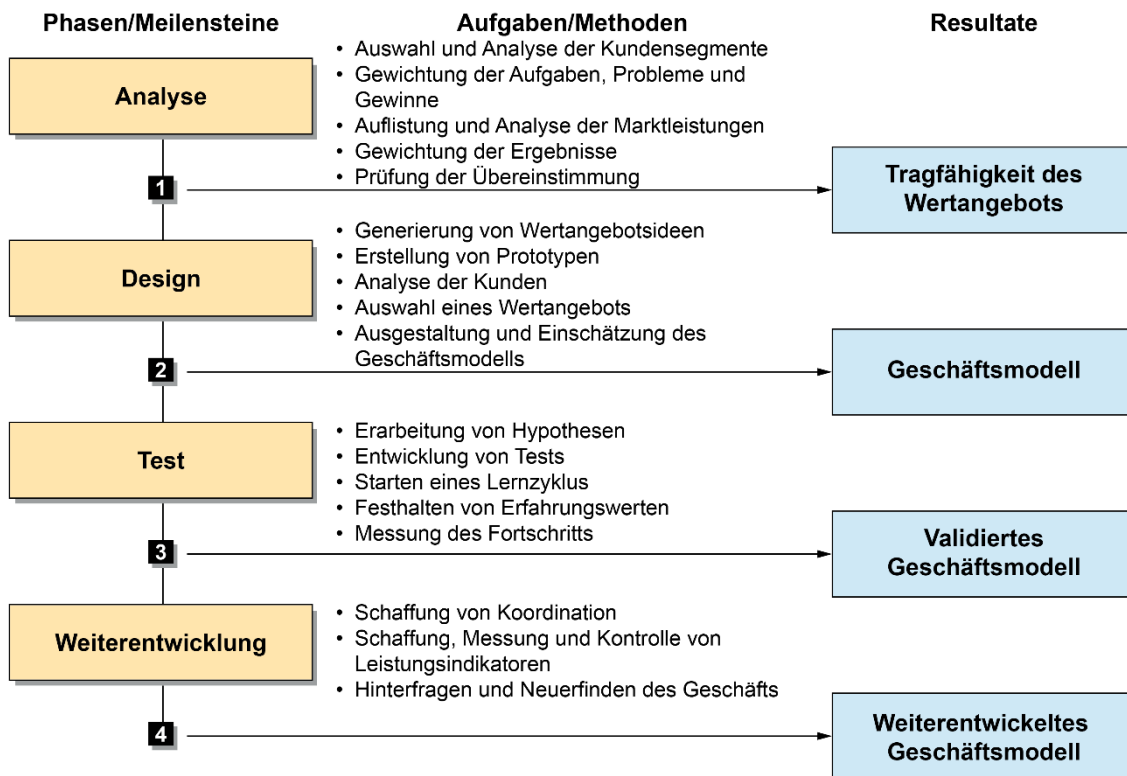 Phasen/Meilensteine
Aufgaben/Methoden
Resultate
Analyse
• Auswahl und Analyse der Kundensegmente
• Gewichtung der Aufgaben, Probleme und
Gewinne
• Auflistung und Analyse der Marktleistungen
• Gewichtung der Ergebnisse
• Prüfung der Übereinstimmung
1
Tragfähigkeit des
Wertangebots
Design
• Generierung von Wertangebotsideen
• Erstellung von Prototypen
• Analyse der Kunden
• Auswahl eines Wertangebots
• Ausgestaltung und Einschätzung des
Geschäftsmodells
2
Geschäftsmodell
Test
• Erarbeitung von Hypothesen
• Entwicklung von Tests
• Starten eines Lernzyklus
• Festhalten von Erfahrungswerten
• Messung des Fortschritts
3
Validiertes
Geschäftsmodell
Weiterentwicklung
• Schaffung von Koordination
• Schaffung, Messung und Kontrolle von
Leistungsindikatoren
• Hinterfragen und Neuerfinden des Geschäfts
4
Weiterentwickeltes
Geschäftsmodell